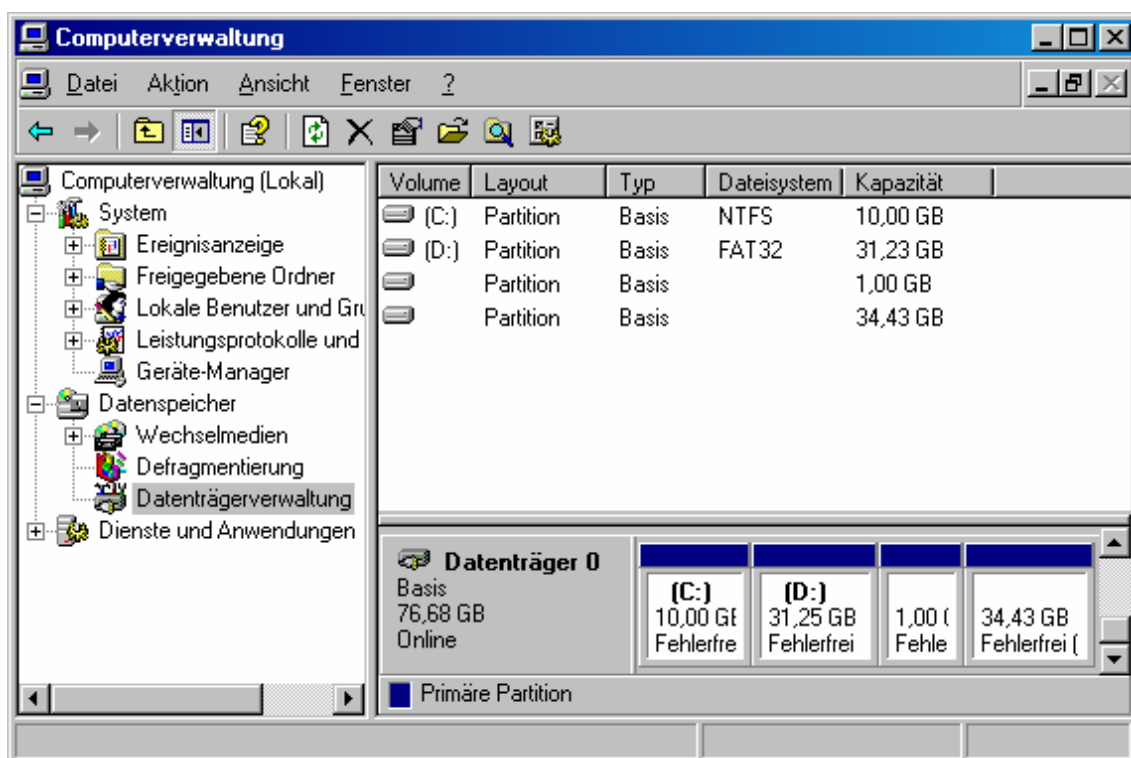 Computerverwaltung
Datei Aktion Ansicht Fenster ?
Computerverwaltung (Lokal)
System
Ereignisanzeige
Freigegebene Ordner
Lokale Benutzer und Gru
Leistungsprotokolle und
Geräte-Manager
Datenspeicher
Wechselmedien
Defragmentierung
Datenträgerverwaltung
Dienste und Anwendungen
Volume Layout Typ Dateisystem Kapazität
(C:) Partition Basis NTFS 10,00 GB
(D:) Partition Basis FAT32 31,23 GB
Partition Basis 1,00 GB
Partition Basis 34,43 GB
Datenträger 0
Basis
76,68 GB
Online
(C:)
10,00 GE
Fehlerfre
(D:)
31,25 GB
Fehlerfrei
1,00 (
Fehle
34,43 GB
Fehlerfrei (
Primäre Partition